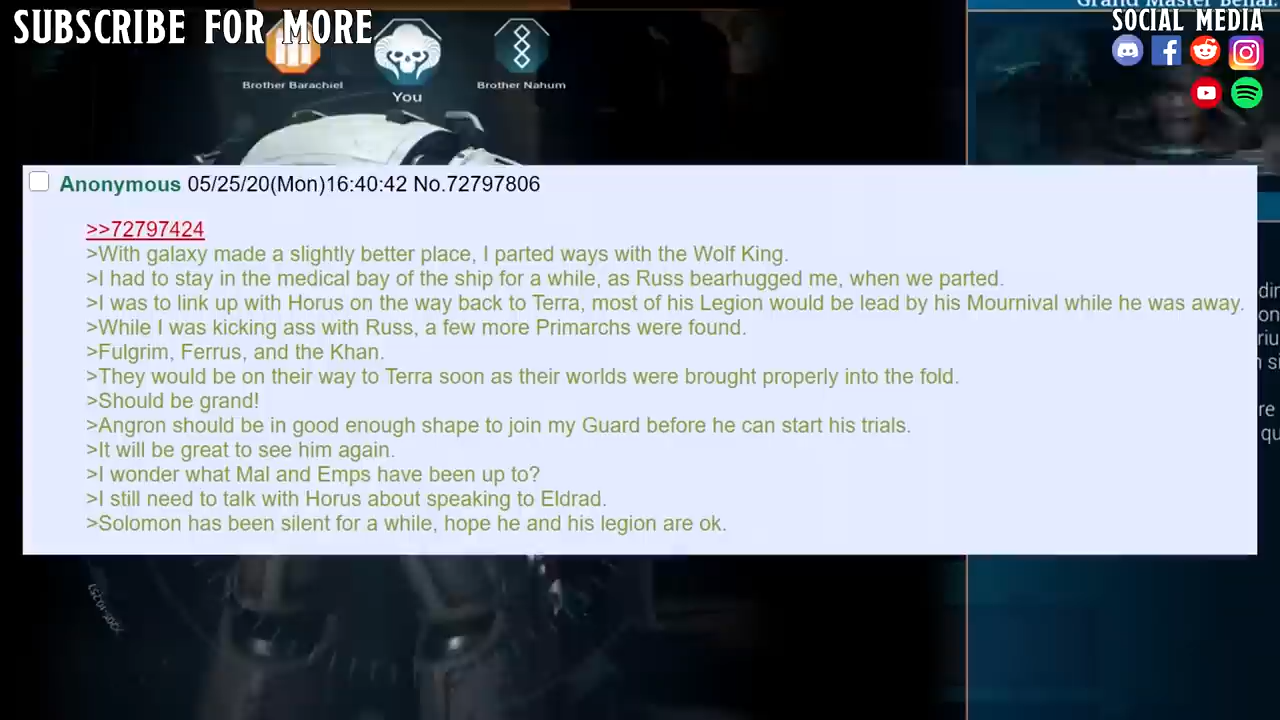 Grand Master Belial:
SUBSCRIBE FOR MORE
SOCIAL MEDIA
Brother Barachiel
You
Brother Nahum
Anonymous 05/25/20(Mon)16:40:42 No.72797806
>>72797424
>With galaxy made a slightly better place, I parted ways with the Wolf King.
>I had to stay in the medical bay of the ship for a while, as Russ bearhugged me, when we parted.
>I was to link up with Horus on the way back to Terra, most of his Legion would be lead by his Mournival while he was away.
>While I was kicking ass with Russ, a few more Primarchs were found.
>Fulgrim, Ferrus, and the Khan.
>They would be on their way to Terra soon as their worlds were brought properly into the fold.
>Should be grand!
>Angron should be in good enough shape to join my Guard before he can start his trials.
>It will be great to see him again.
>I wonder what Mal and Emps have been up to?
>I still need to talk with Horus about speaking to Eldrad.
>Solomon has been silent for a while, hope he and his legion are ok.